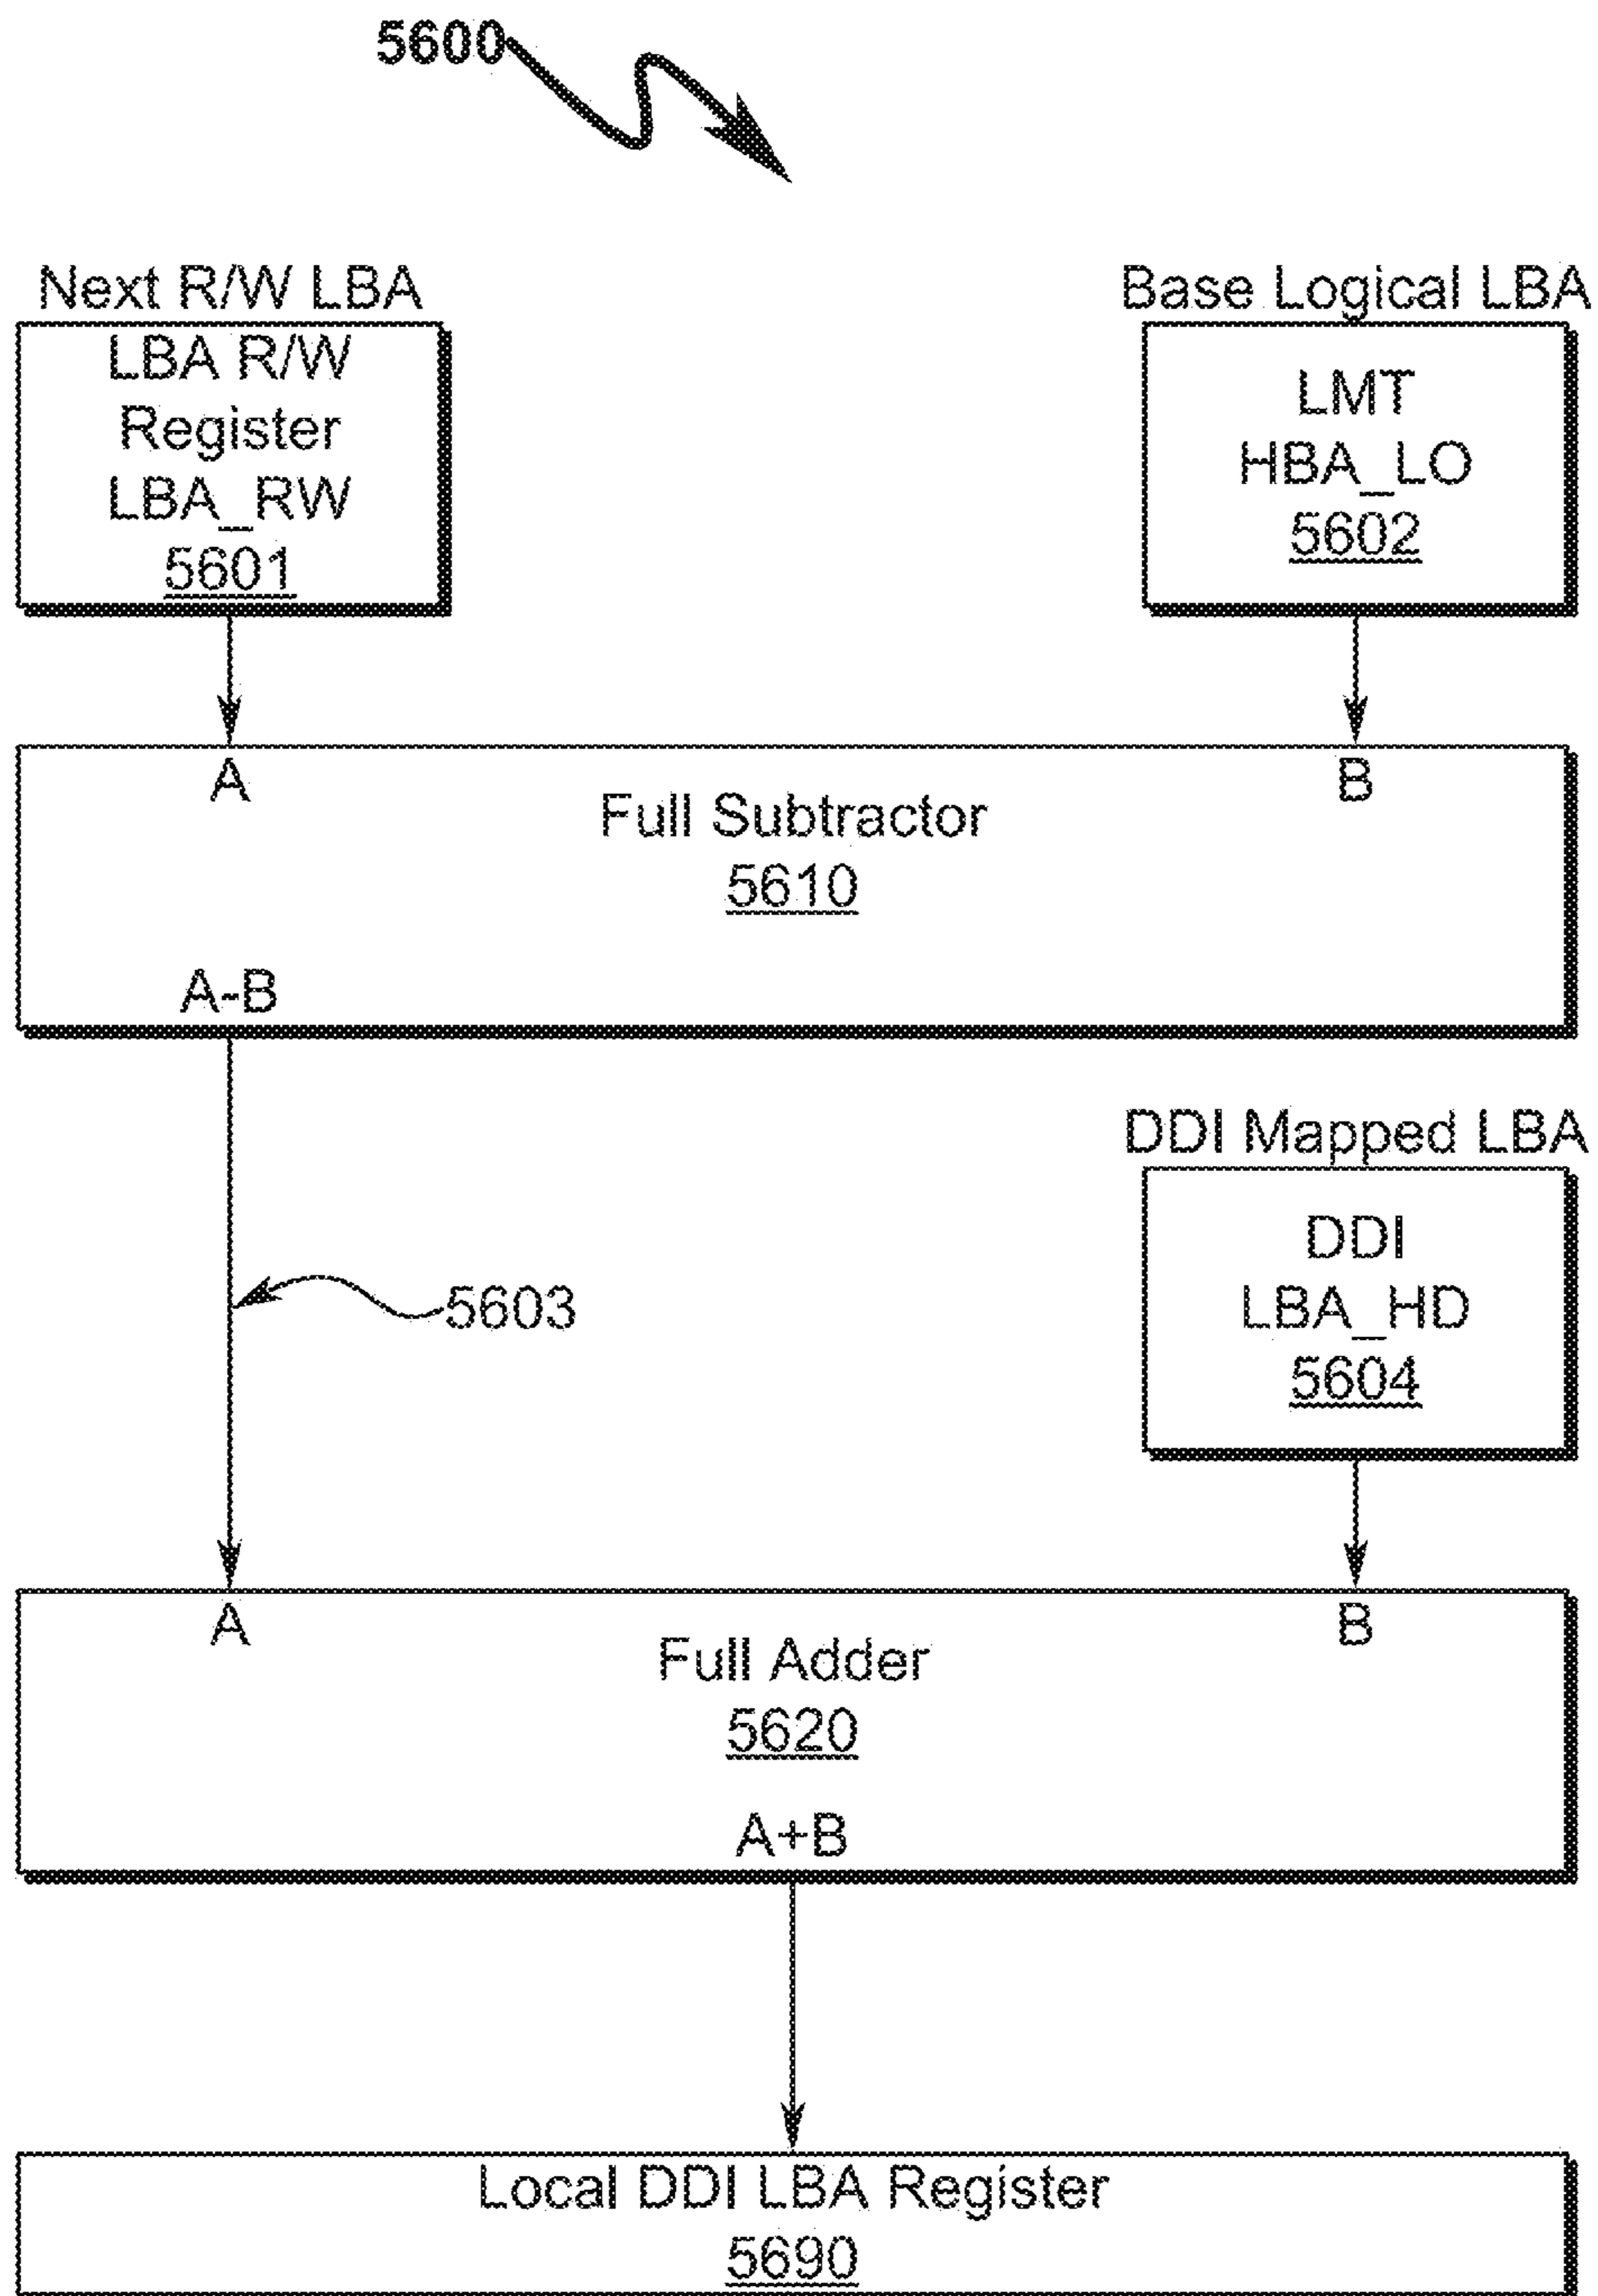 5600
Next R/W LBA
Base Logical LBA
LBA R/W
Register
LBA_RW
5601
LMT
HBA_LO
5602
A
B
Full Subtractor
5610
A-B
DDI Mapped LBA
DDI
LBA_HD
5604
5603
A
B
Full Adder
5620
A+B
Local DDI LBA Register
5690